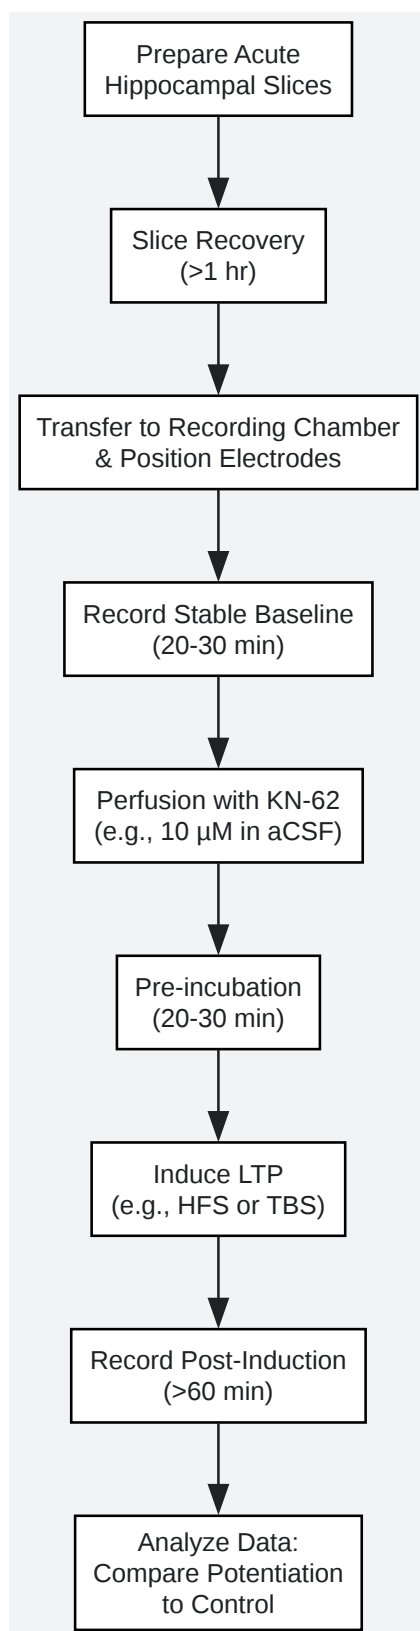 Prepare Acute
Hippocampal Slices
Slice Recovery
(>1 hr)
Transfer to Recording Chamber
& Position Electrodes
Record Stable Baseline
(20-30 min)
Perfusion with KN-62
(e.g., 10 µM in aCSF)
Pre-incubation
(20-30 min)
Induce LTP
(e.g., HFS or TBS)
Record Post-Induction
(>60 min)
Analyze Data:
Compare Potentiation
to Control